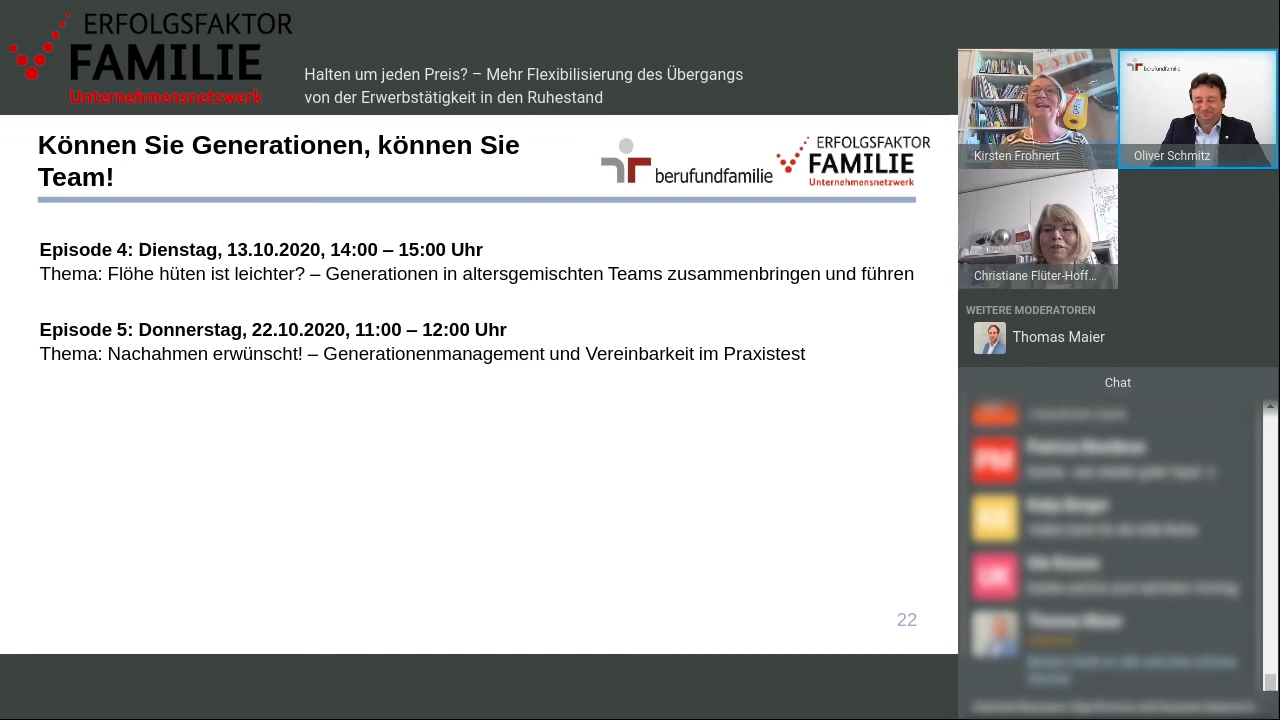 ERFOLGSFAKTOR
FAMILIE
Unternehmensnetzwerk
Halten um jeden Preis? – Mehr Flexibilisierung des Übergangs
von der Erwerbstätigkeit in den Ruhestand
Können Sie Generationen, können Sie
Team!
berufundfamilie
ERFOLGSFAKTOR
FAMILIE
Unternehmensnetzwerk
Episode 4: Dienstag, 13.10.2020, 14:00 – 15:00 Uhr
Thema: Flöhe hüten ist leichter? – Generationen in altersgemischten Teams zusammenbringen und führen
Episode 5: Donnerstag, 22.10.2020, 11:00 – 12:00 Uhr
Thema: Nachahmen erwünscht! – Generationenmanagement und Vereinbarkeit im Praxistest
22
berufundfamilie
Kirsten Frohnert
Oliver Schmitz
Christiane Flüter-Hoff...
WEITERE MODERATOREN
Thomas Maier
Chat